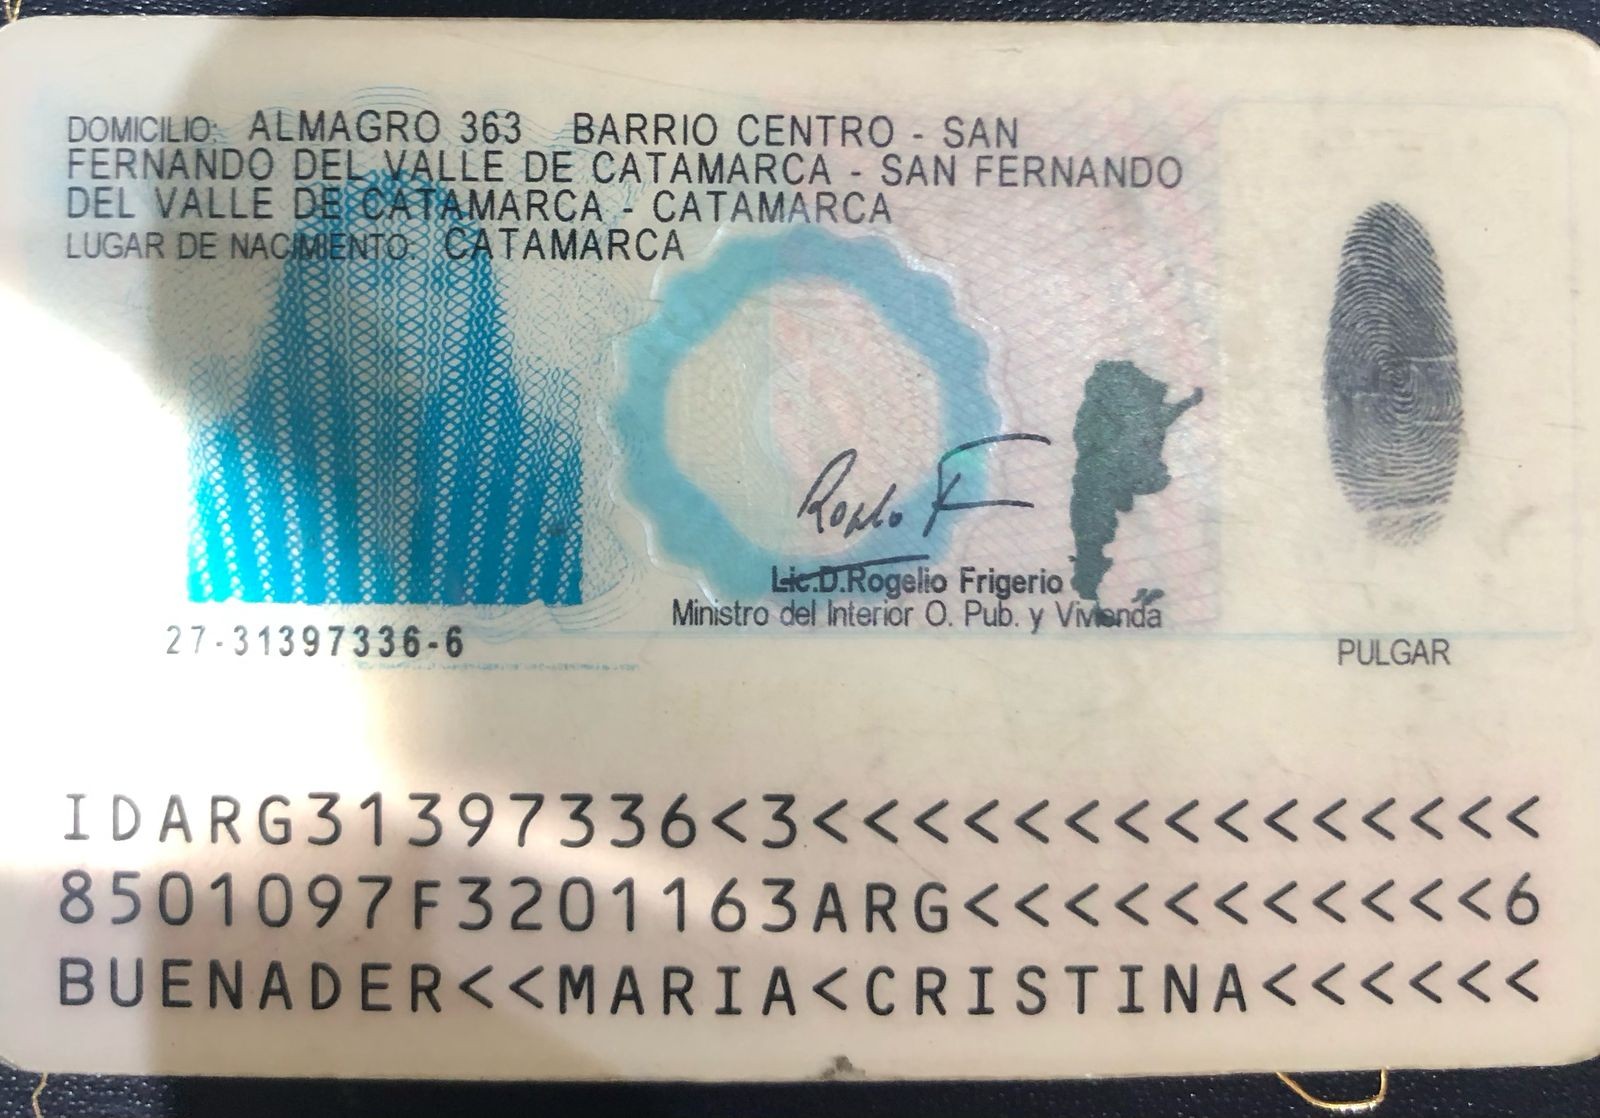 DOMICILIO: ALMAGRO 363 BARRIO CENTRO - SAN
FERNANDO DEL VALLE DE CATAMARCA - SAN FERNANDO
DEL VALLE DE CATAMARCA - CATAMARCA
LUGAR DE NACIMIENTO: CATAMARCA
Lic.D.Rogelio Frigerio
Ministro del Interior O. Pub. y Vivienda
27-31397336-6
PULGAR
IDARG31397336<3<<<<<<<<<<<<<<<
8501097F3201163ARG<<<<<<<<<<<6
BUENADER<<MARIA<CRISTINA<<<<<<